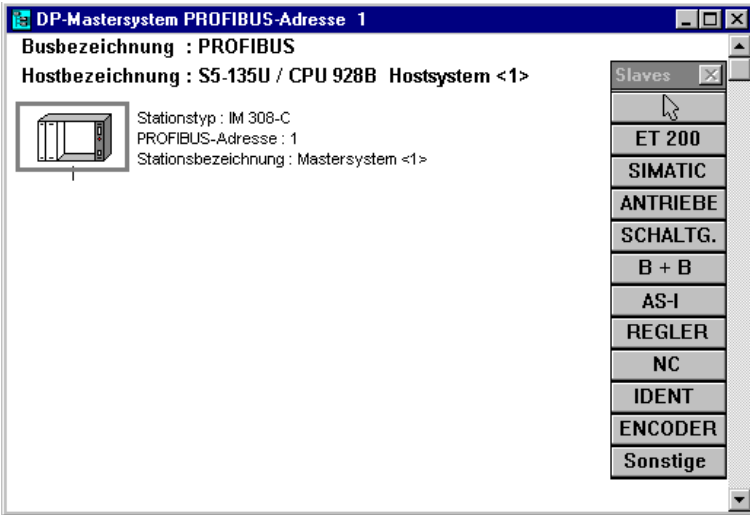 DP-Mastersystem PROFIBUS-Adresse 1
Busbezeichnung : PROFIBUS
Hostbezeichnung : S5-135U / CPU 928B Hostsystem <1>
Stationstyp : IM 308-C
PROFIBUS-Adresse : 1
Stationsbezeichnung : Mastersystem <1>
Slaves
ET 200
SIMATIC
ANTRIEBE
SCHALTG.
B + B
AS-I
REGLER
NC
IDENT
ENCODER
Sonstige